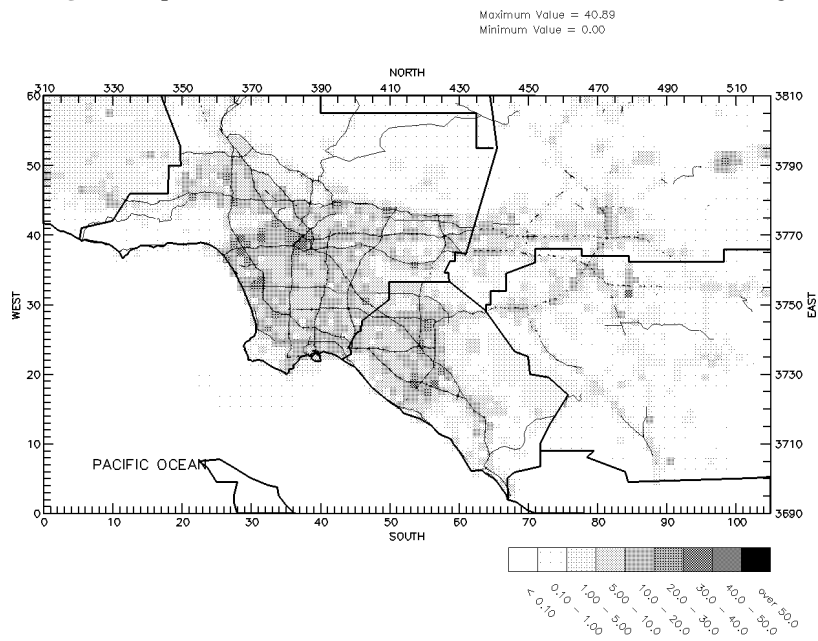 Maximum Value = 40.89
Minimum Value = 0.00
NORTH
310 330 350 370 390 410 430 450 470 490 510
60 3810
50 3790
40 3770
WEST 30 3750 EAST
20 3730
10 3710
PACIFIC OCEAN
0 3690
0 10 20 30 40 50 60 70 80 90 100
SOUTH
< 0.10
0.10 - 1.00
1.00 - 5.00
5.00 - 10.0
10.0 - 20.0
20.0 - 30.0
30.0 - 40.0
40.0 - 50.0
over 50.0